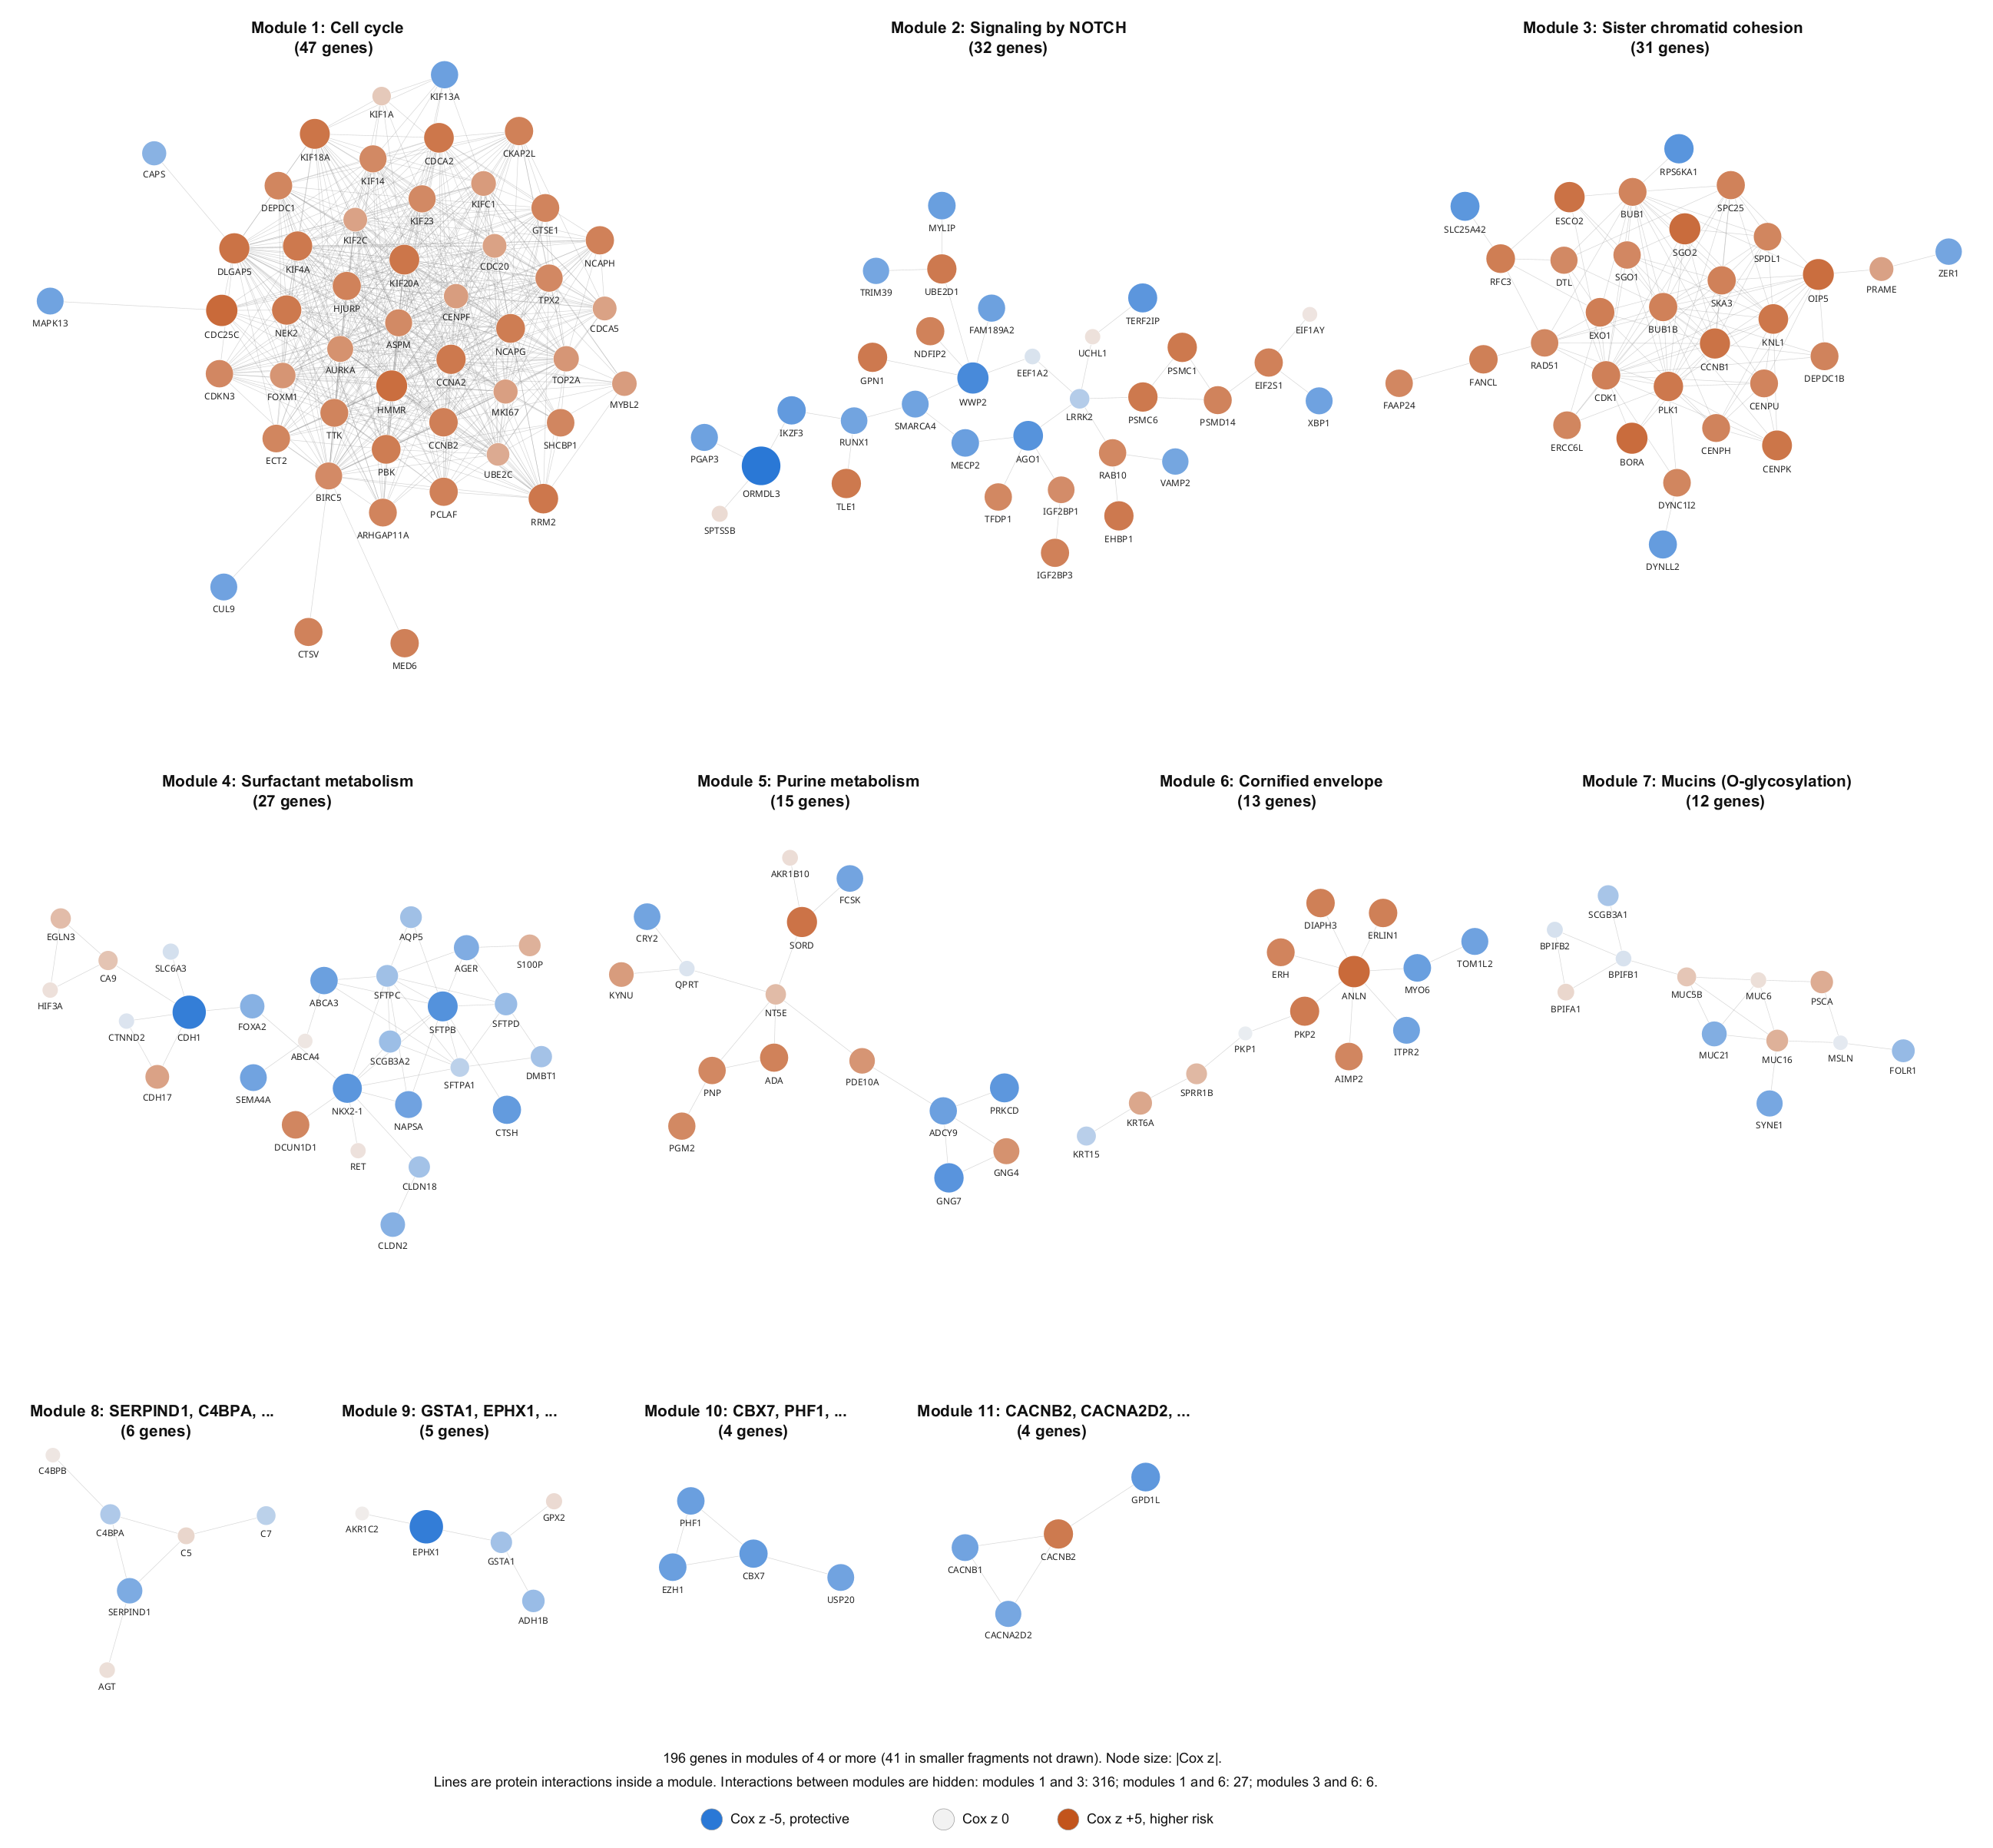 Module 1: Cell cycle
(47 genes)
KIF13A
KIF1A
KIF18A
CDCA2
CKAP2L
CAPS
KIF14
DEPDC1
KIFC1
KIF23
GTSE1
KIF2C
NCAPH
DLGAP5
KIF4A
CDC20
KIF20A
TPX2
MAPK13
HJURP
CENPF
CDCA5
CDC25C
NEK2
ASPM
NCAPG
AURKA
CCNA2
TOP2A
CDKN3
FOXM1
HMMR
MKI67
MYBL2
TTK
CCNB2
SHCBP1
ECT2
PBK
UBE2C
BIRC5
PCLAF
RRM2
ARHGAP11A
CUL9
CTSV
MED6
Module 2: Signaling by NOTCH
(32 genes)
MYLIP
TRIM39
UBE2D1
TERF2IP
FAM189A2
EIF1AY
NDFIP2
UCHL1
GPN1
EEF1A2
PSMC1
EIF2S1
WWP2
LRRK2
PSMC6
PSMD14
XBP1
IKZF3
RUNX1
SMARCA4
PGAP3
MECP2
AGO1
ORMDL3
RAB10
VAMP2
TLE1
TFDP1
IGF2BP1
SPTSSB
EHBP1
IGF2BP3
Module 3: Sister chromatid cohesion
(31 genes)
RPS6KA1
SLC25A42
ESCO2
BUB1
SPC25
SGO2
SPDL1
ZER1
RFC3
DTL
SGO1
SKA3
OIP5
PRAME
EXO1
BUB1B
KNL1
RAD51
CCNB1
FANCL
DEPDC1B
FAAP24
CDK1
PLK1
CENPU
ERCC6L
BORA
CENPH
CENPK
DYNC1I2
DYNLL2
Module 4: Surfactant metabolism
(27 genes)
EGLN3
AQP5
AGER
S100P
CA9
SLC6A3
HIF3A
ABCA3
SFTPC
CTNND2
CDH1
FOXA2
SFTPB
SFTPD
ABCA4
SCGB3A2
SFTPA1
DMBT1
CDH17
SEMA4A
NKX2-1
NAPSA
CTSH
DCUN1D1
RET
CLDN18
CLDN2
Module 5: Purine metabolism
(15 genes)
AKR1B10
FCSK
CRY2
SORD
KYNU
QPRT
NT5E
PNP
ADA
PDE10A
PRKCD
ADCY9
PGM2
GNG4
GNG7
Module 6: Cornified envelope
(13 genes)
DIAPH3
ERLIN1
ERH
TOM1L2
ANLN
MYO6
PKP2
ITPR2
PKP1
AIMP2
SPRR1B
KRT6A
KRT15
Module 7: Mucins (O-glycosylation)
(12 genes)
SCGB3A1
BPIFB2
BPIFB1
MUC5B
MUC6
PSCA
BPIFA1
MUC21
MUC16
MSLN
FOLR1
SYNE1
Module 8: SERPIND1, C4BPA, ...
(6 genes)
C4BPB
C4BPA
C5
C7
SERPIND1
AGT
Module 9: GSTA1, EPHX1, ...
(5 genes)
AKR1C2
EPHX1
GPX2
GSTA1
ADH1B
Module 10: CBX7, PHF1, ...
(4 genes)
PHF1
EZH1
CBX7
USP20
Module 11: CACNB2, CACNA2D2, ...
(4 genes)
GPD1L
CACNB1
CACNB2
CACNA2D2
196 genes in modules of 4 or more (41 in smaller fragments not drawn). Node size: |Cox z|.
Lines are protein interactions inside a module. Interactions between modules are hidden: modules 1 and 3: 316; modules 1 and 6: 27; modules 3 and 6: 6.
Cox z -5, protective
Cox z 0
Cox z +5, higher risk